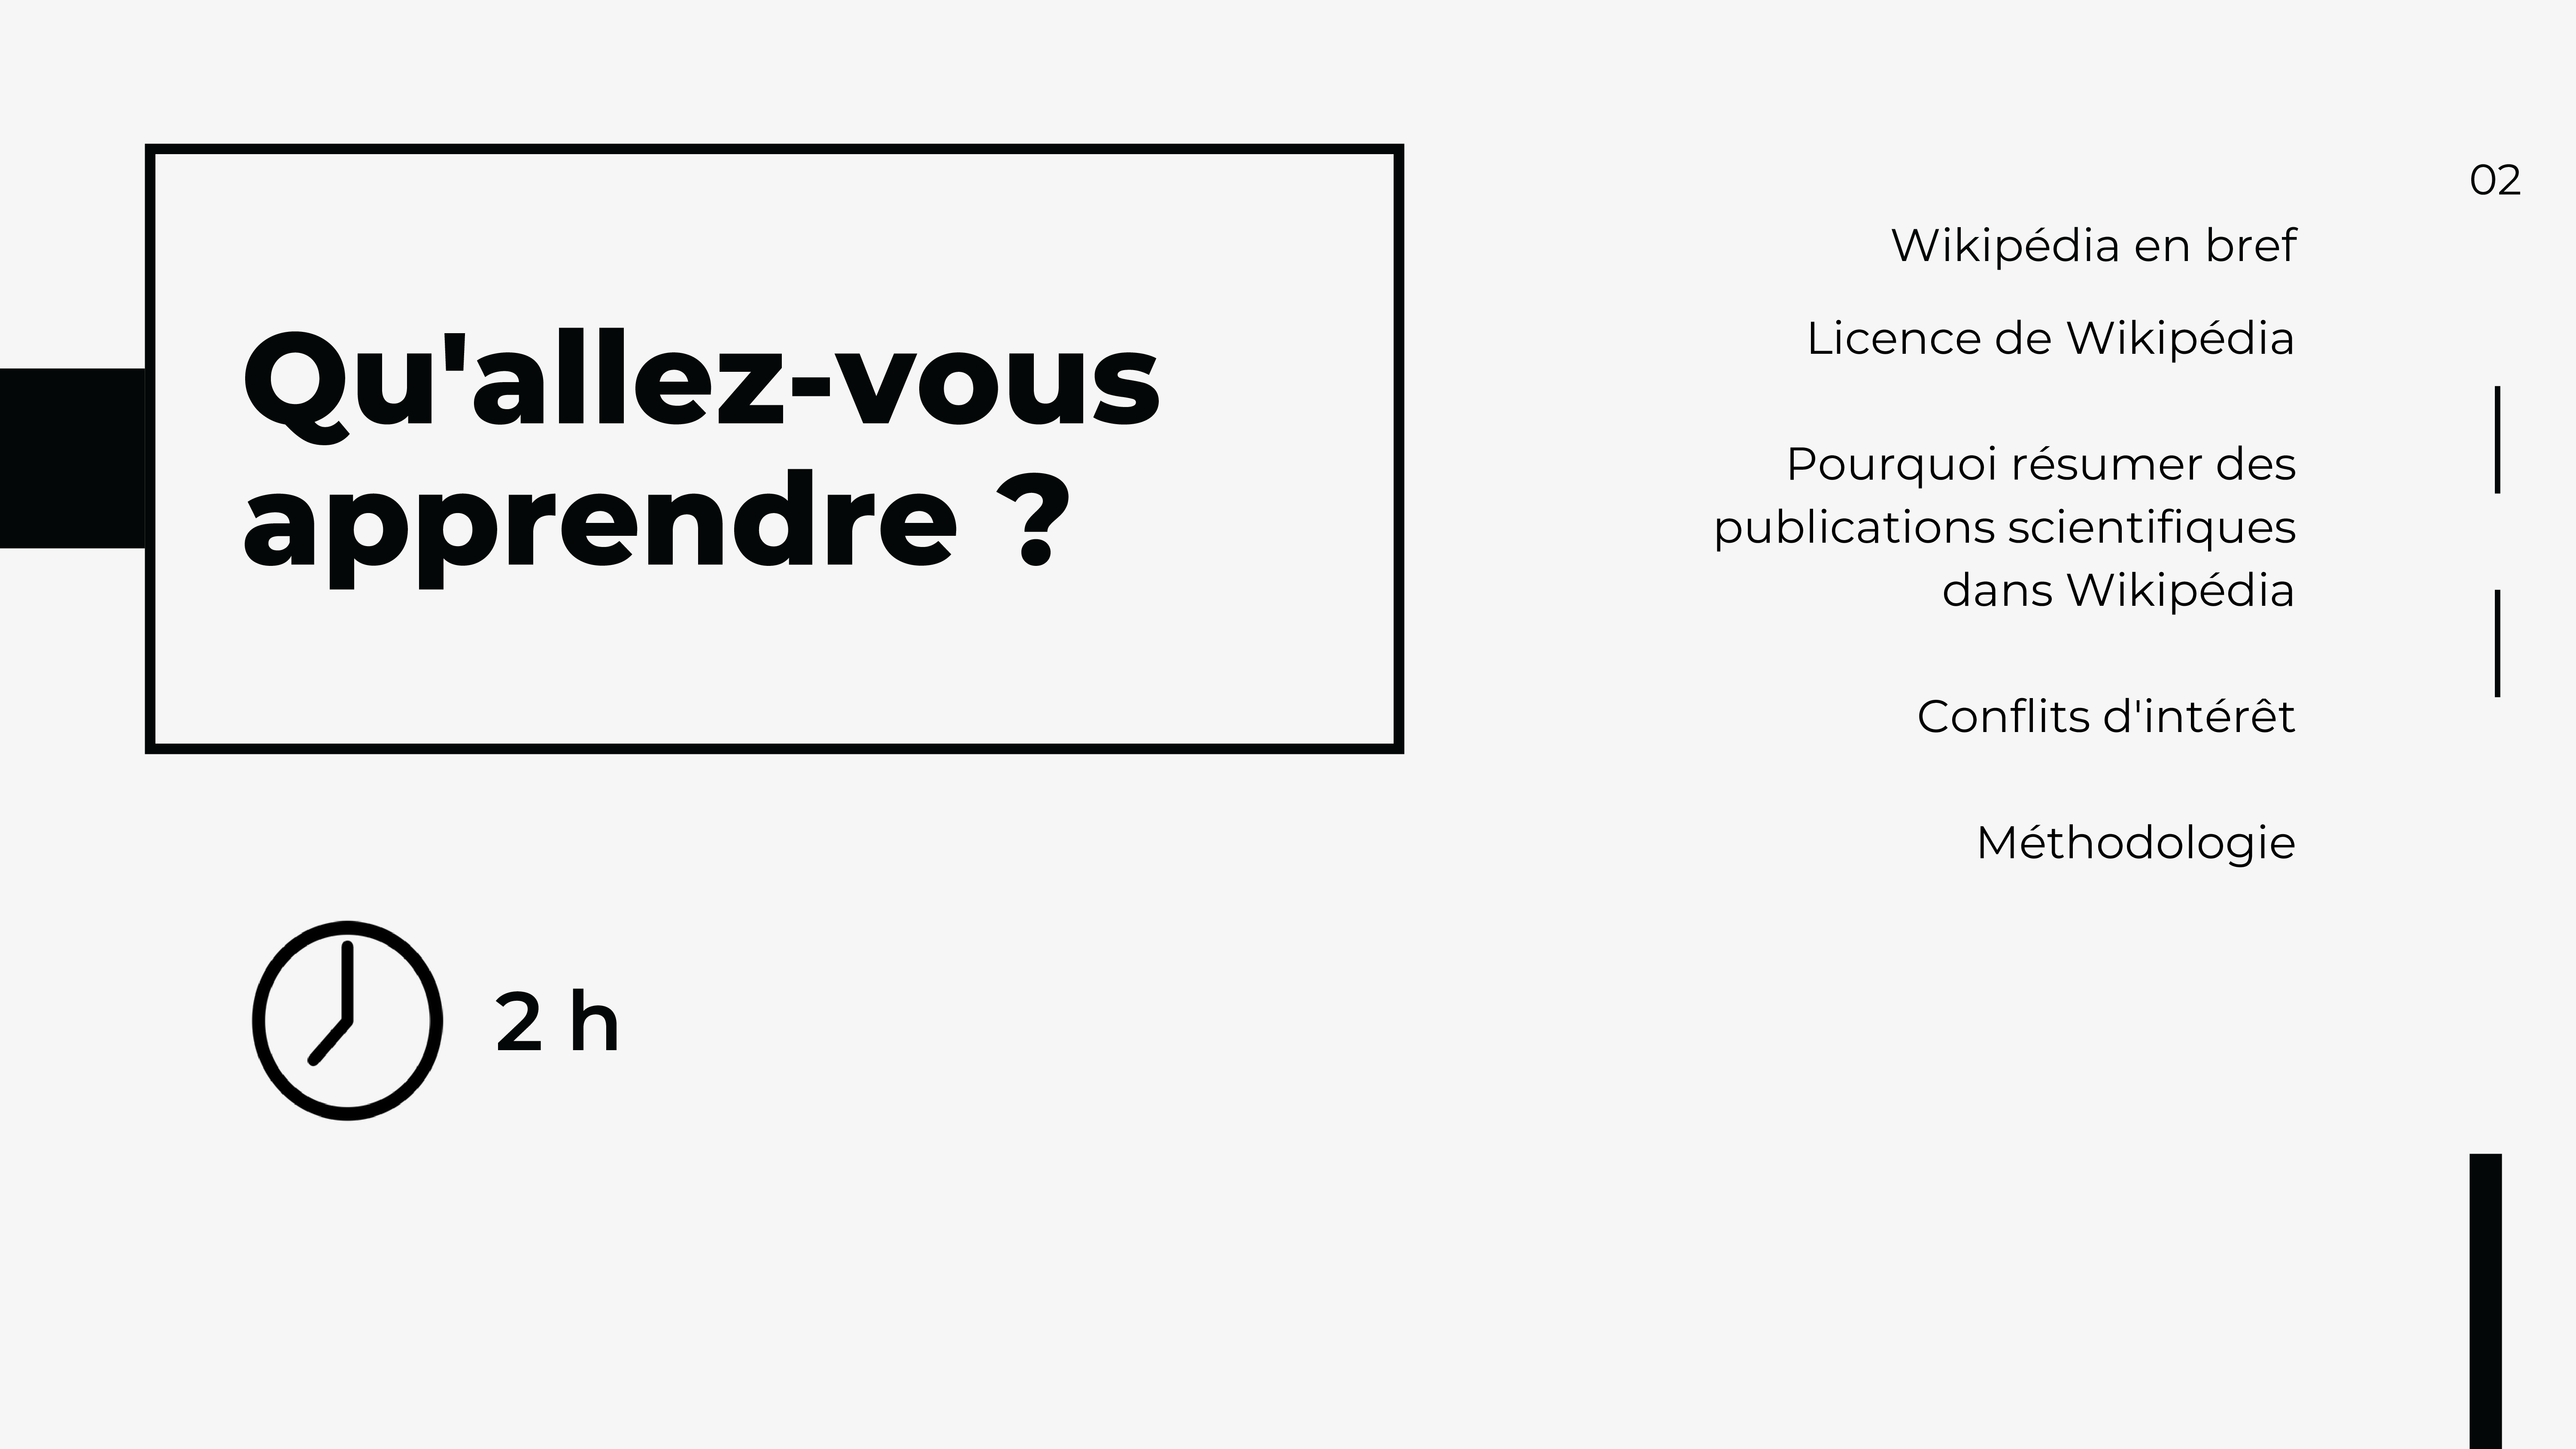 Qu'allez-vous
apprendre ?
2 h
02
Wikipédia en bref
Licence de Wikipédia
Pourquoi résumer des
publications scientifiques
dans Wikipédia
Conflits d'intérêt
Méthodologie